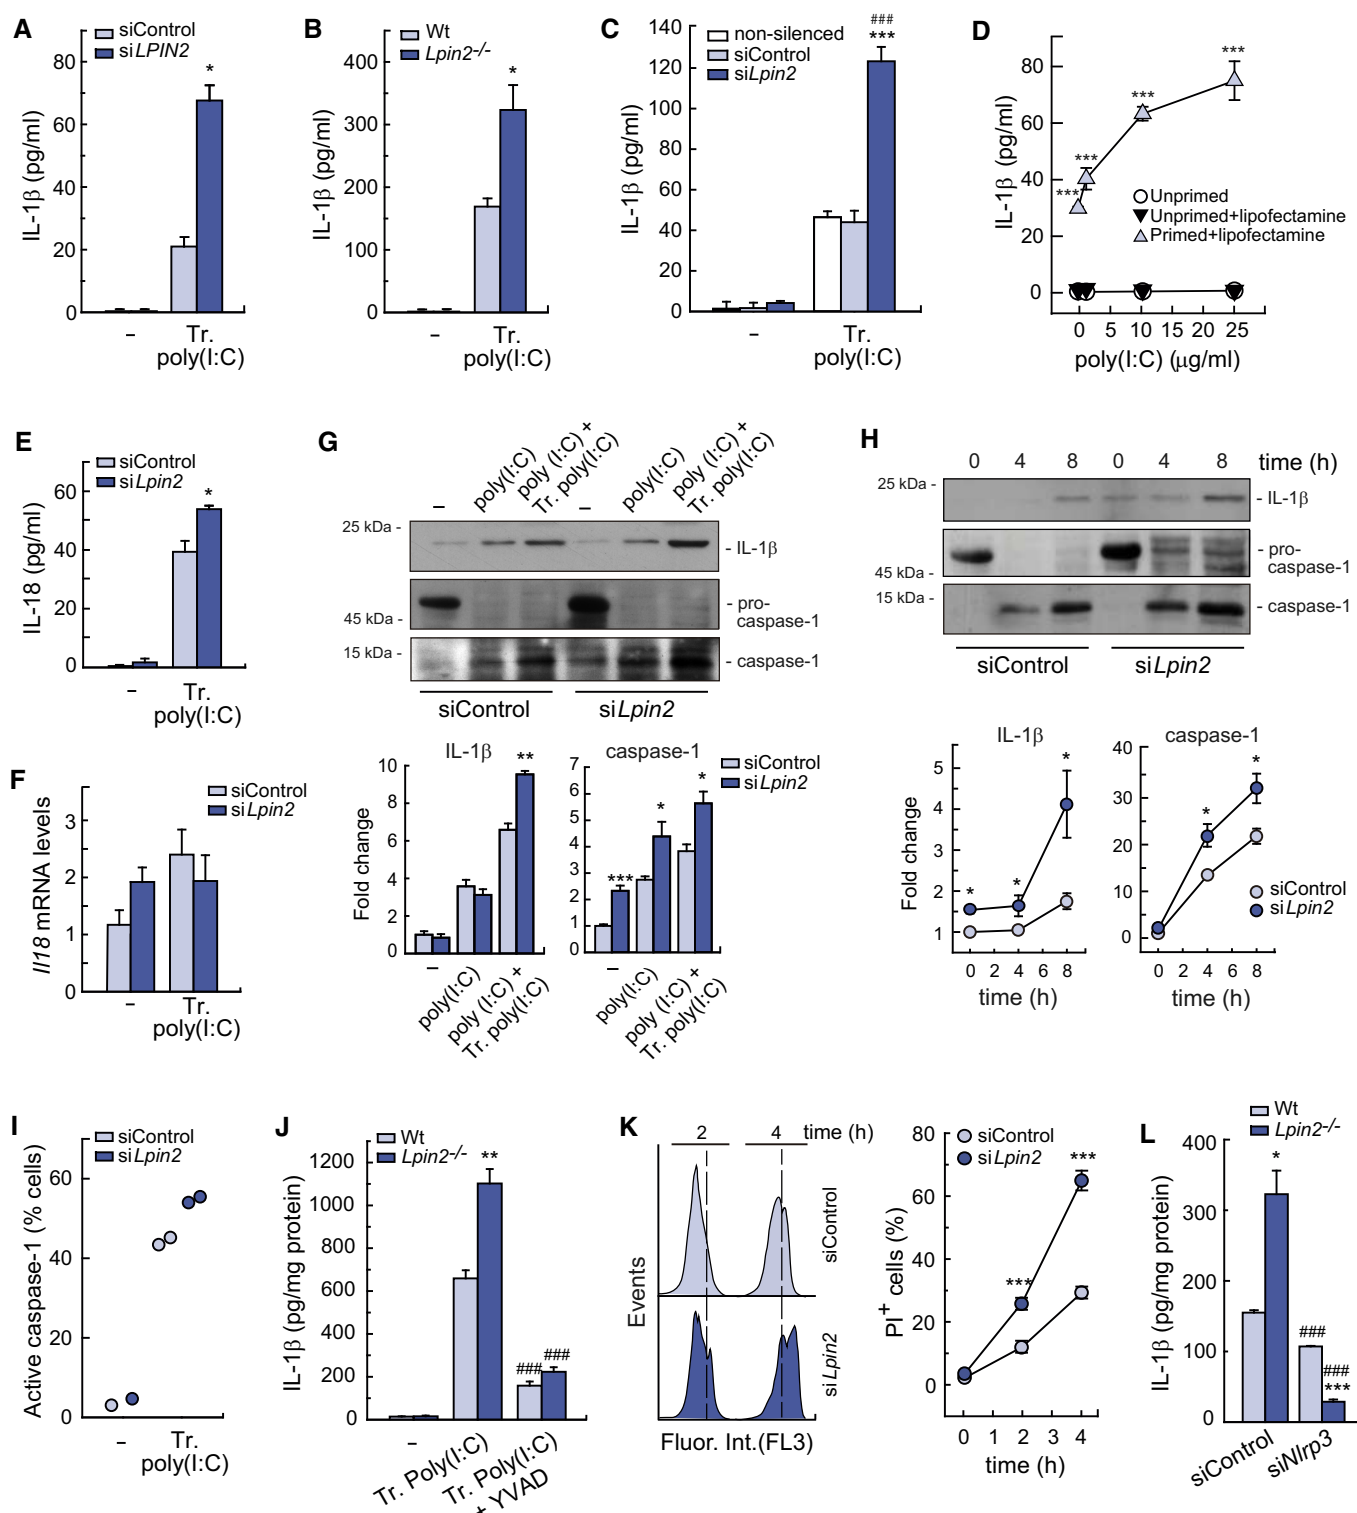 A
siControl
siLPIN2
IL-1β (pg/ml)
80
60
40
20
0
*
–
Tr.
poly(I:C)
B
Wt
Lpin2-/-
IL-1β (pg/ml)
400
300
200
100
0
*
–
Tr.
poly(I:C)
C
non-silenced
siControl
siLpin2
IL-1β (pg/ml)
140
120
100
80
60
40
20
0
###
***
–
Tr.
poly(I:C)
D
IL-1β (pg/ml)
80
60
40
20
0
***
***
***
***
Unprimed
Unprimed+lipofectamine
Primed+lipofectamine
0 5 10 15 20 25
poly(I:C) (μg/ml)
E
siControl
siLpin2
IL-18 (pg/ml)
60
40
20
0
*
–
Tr.
poly(I:C)
F
siControl
siLpin2
Il18 mRNA levels
3
2
1
0
–
Tr.
poly(I:C)
G
–
poly(I:C)
poly (I:C) +
Tr. poly(I:C)
–
poly(I:C)
poly (I:C) +
Tr. poly(I:C)
25 kDa -
- IL-1β
45 kDa -
- pro-
caspase-1
15 kDa -
- caspase-1
siControl
siLpin2
IL-1β
Fold change
10
8
6
4
2
0
**
–
poly(I:C)
poly (I:C) +
Tr. poly(I:C)
caspase-1
siControl
siLpin2
7
6
5
4
3
2
1
0
***
*
*
–
poly(I:C)
poly (I:C) +
Tr. poly(I:C)
H
0 4 8 0 4 8 time (h)
25 kDa -
- IL-1β
45 kDa -
- pro-
caspase-1
15 kDa -
- caspase-1
siControl
siLpin2
IL-1β
Fold change
5
4
3
2
1
*
*
*
0 2 4 6 8
time (h)
caspase-1
40
30
20
10
0
*
*
siControl
siLpin2
0 2 4 6 8
time (h)
I
siControl
siLpin2
Active caspase-1 (% cells)
60
40
20
0
–
Tr.
poly(I:C)
J
Wt
Lpin2-/-
IL-1β (pg/mg protein)
1200
1000
800
600
400
200
0
**
###
###
–
Tr. Poly(I:C)
Tr. Poly(I:C)
+ YVAD
K
2 4 time (h)
siControl
siLpin2
Events
Fluor. Int.(FL3)
siControl
siLpin2
PI+ cells (%)
80
60
40
20
0
***
***
0 1 2 3 4
time (h)
L
Wt
Lpin2-/-
IL-1β (pg/mg protein)
400
300
200
100
0
*
###
###
***
siControl
siNlrp3